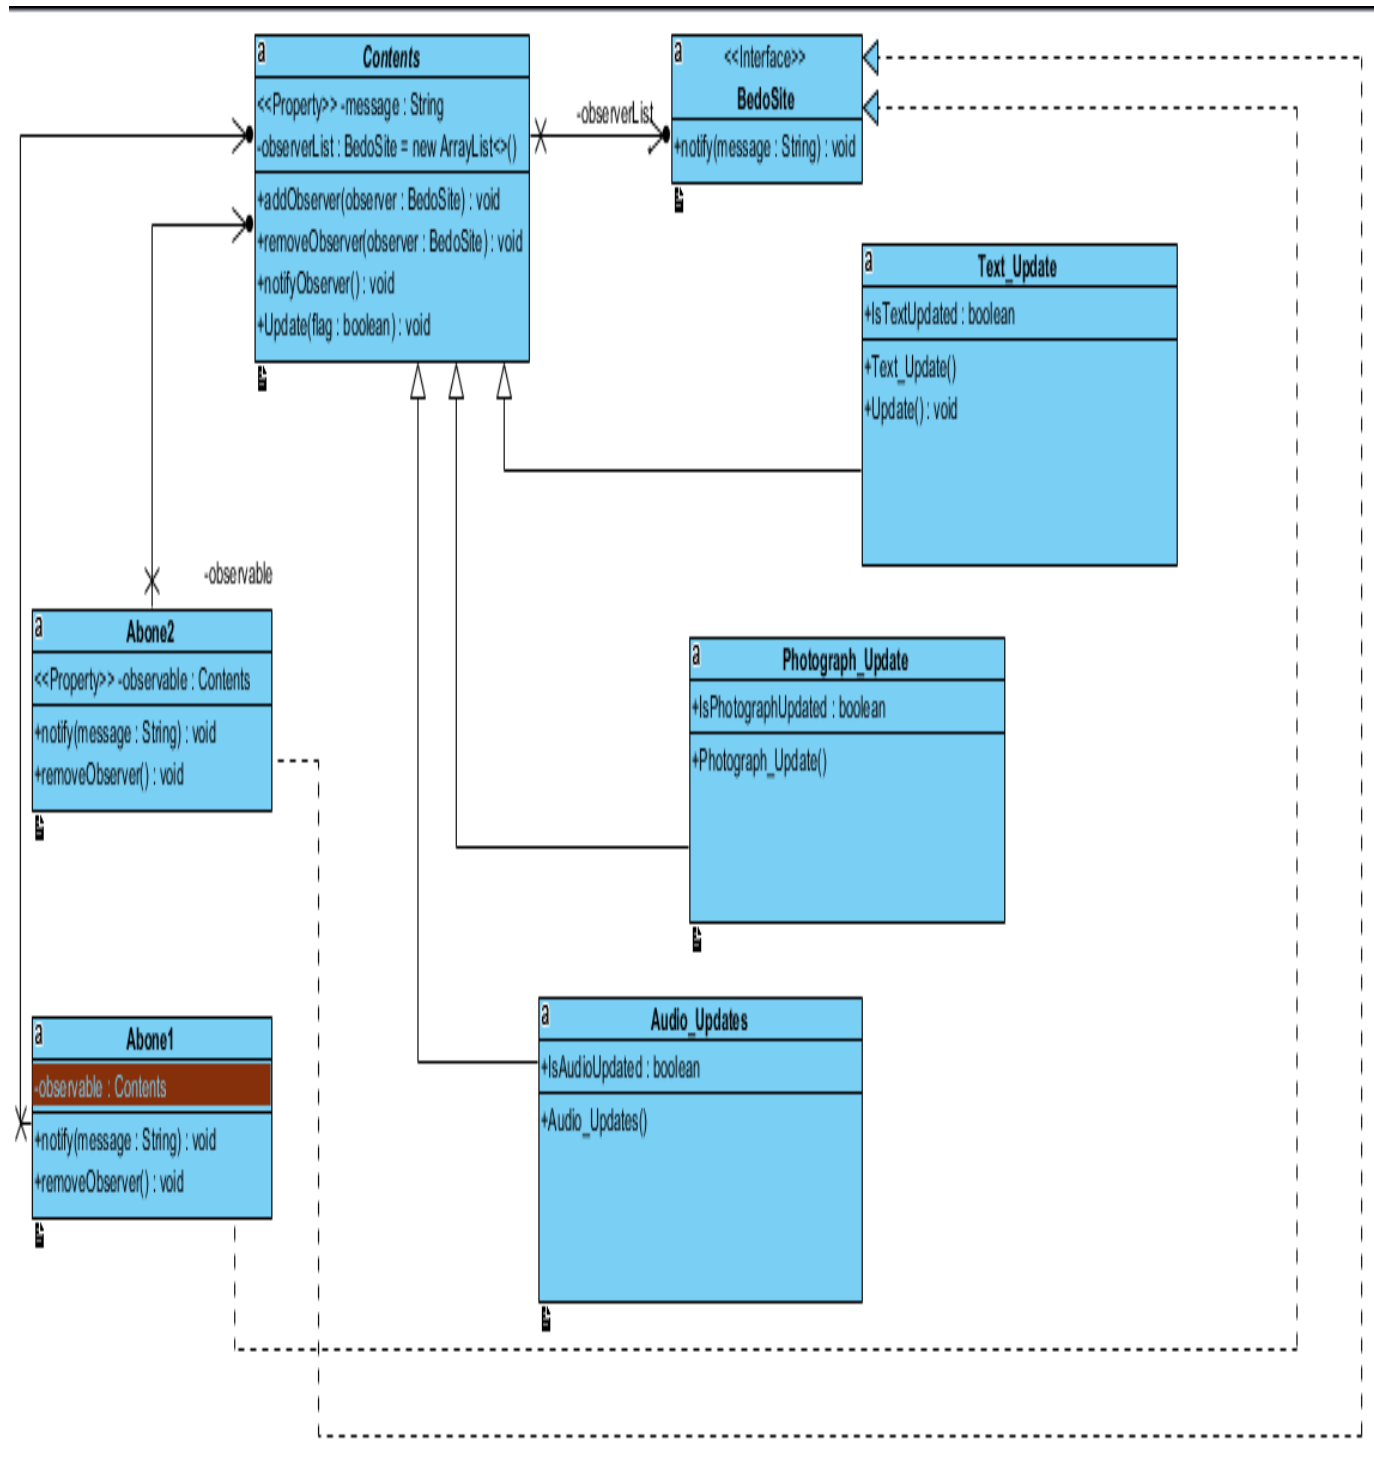 a
Contents
<<Property>> -message : String
-observerList : BedoSite = new ArrayList<>()
+addObserver(observer : BedoSite) : void
+removeObserver(observer : BedoSite) : void
+notifyObserver() : void
+Update(flag : boolean) : void
-observerList
a
<<Interface>>
BedoSite
+notify(message : String) : void
a
Text_Update
+IsTextUpdated : boolean
+Text_Update()
+Update() : void
-observable
a
Abone2
<<Property>> -observable : Contents
+notify(message : String) : void
+removeObserver() : void
a
Photograph_Update
+IsPhotographUpdated : boolean
+Photograph_Update()
a
Abone1
-observable : Contents
+notify(message : String) : void
+removeObserver() : void
a
Audio_Updates
+IsAudioUpdated : boolean
+Audio_Updates()